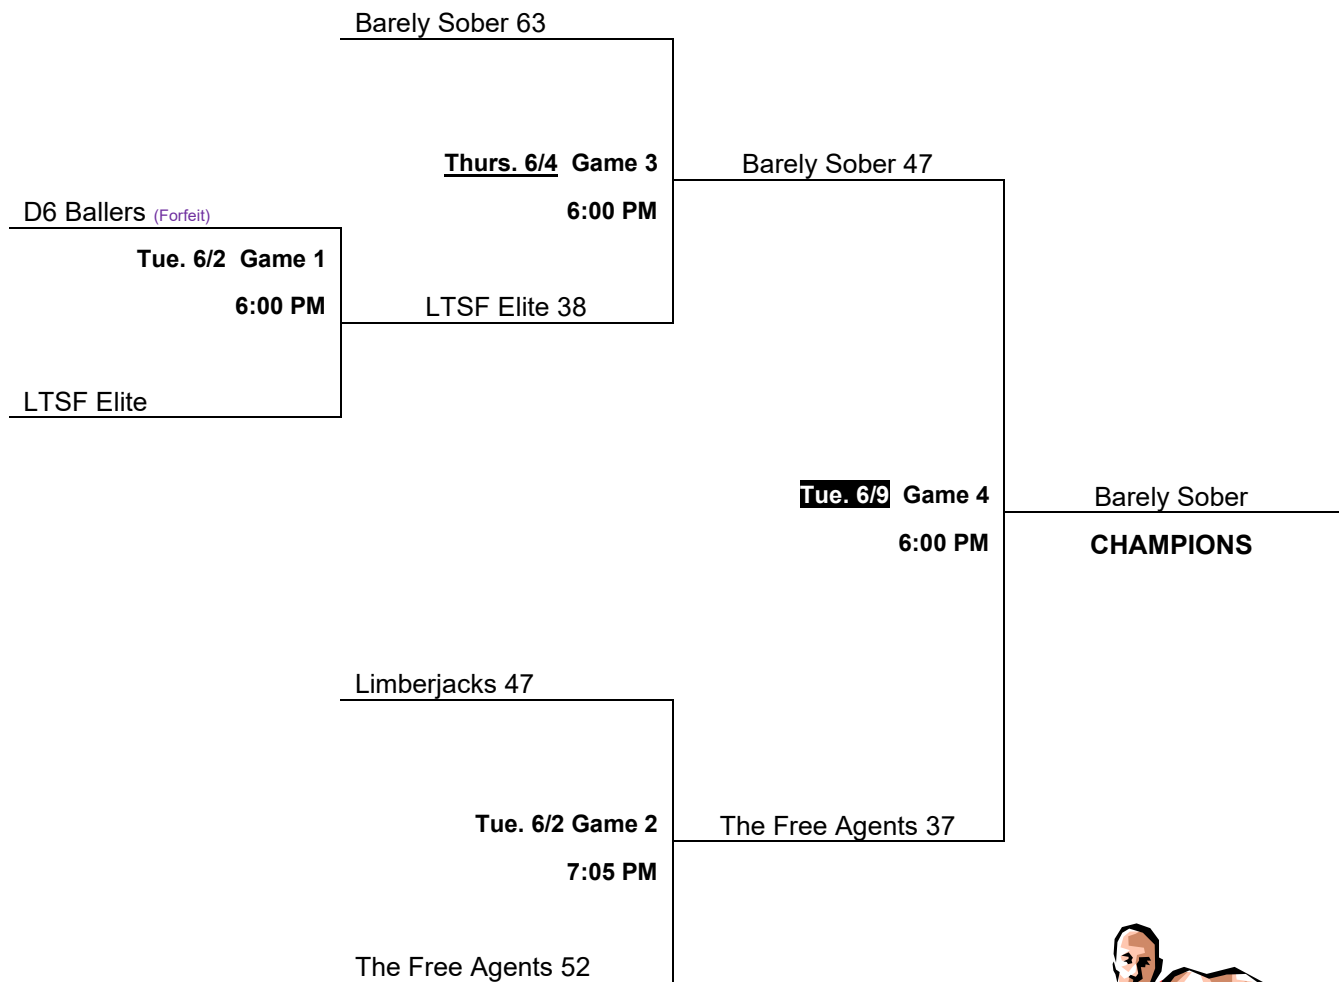 Barely Sober 63
Thurs. 6/4 Game 3
Barely Sober 47
D6 Ballers (Forfeit)
6:00 PM
Tue. 6/2 Game 1
6:00 PM
LTSF Elite 38
LTSF Elite
Tue. 6/9 Game 4
Barely Sober
6:00 PM
CHAMPIONS
Limberjacks 47
Tue. 6/2 Game 2
The Free Agents 37
7:05 PM
The Free Agents 52